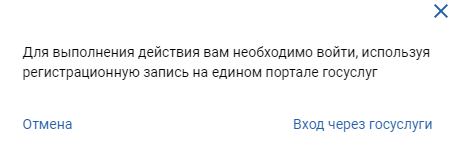 Для выполнения действия вам необходимо войти, используя
регистрационную запись на едином портале госуслуг
Отмена
Вход через госуслуги